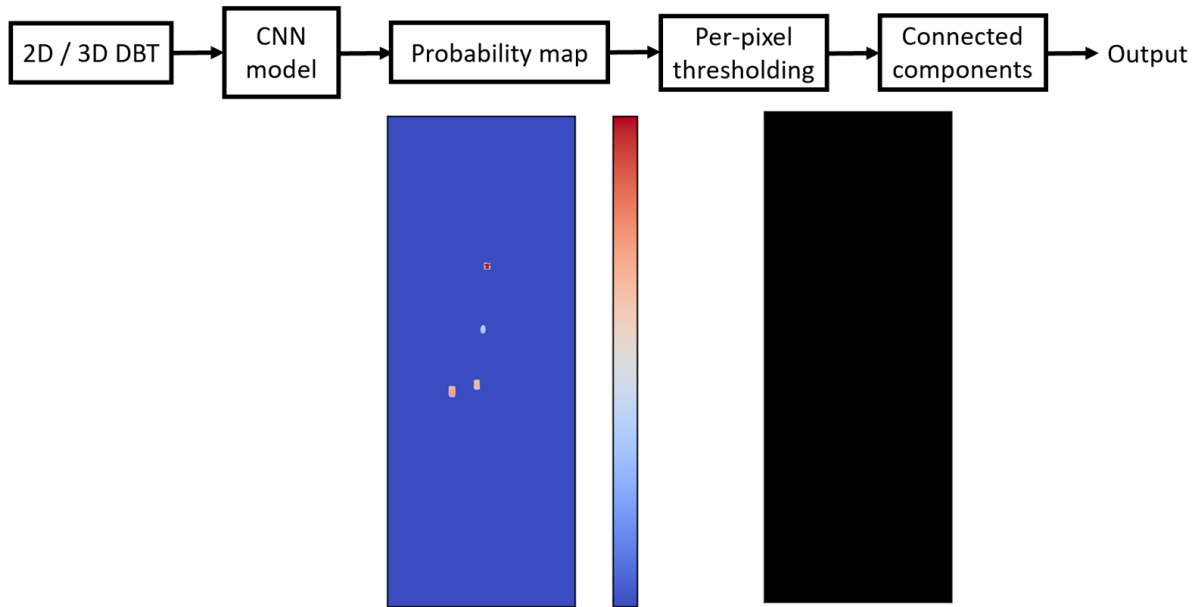 2D / 3D DBT
CNN
model
Probability map
Per-pixel
thresholding
Connected
components
Output